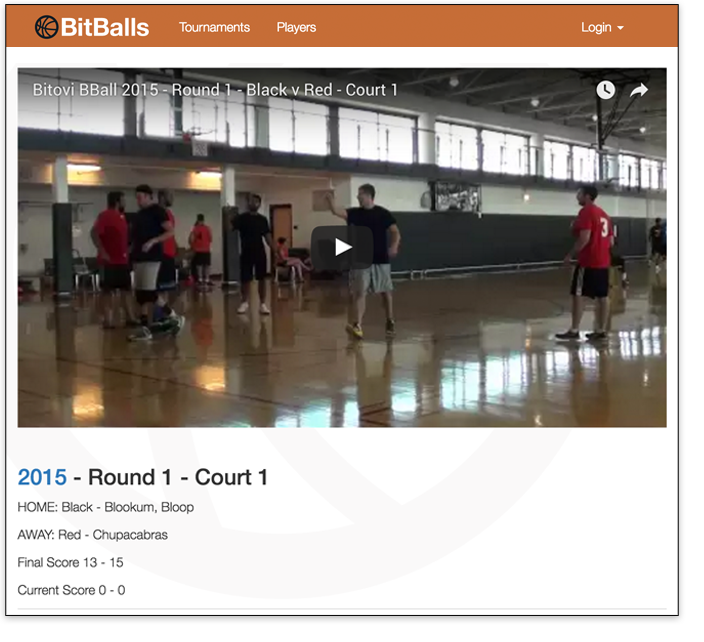 BitBalls Tournaments Players Login
Bitovi BBall 2015 - Round 1 - Black v Red - Court 1
3
2015 - Round 1 - Court 1
HOME: Black - Blookum, Bloop
AWAY: Red - Chupacabras
Final Score 13 - 15
Current Score 0 - 0